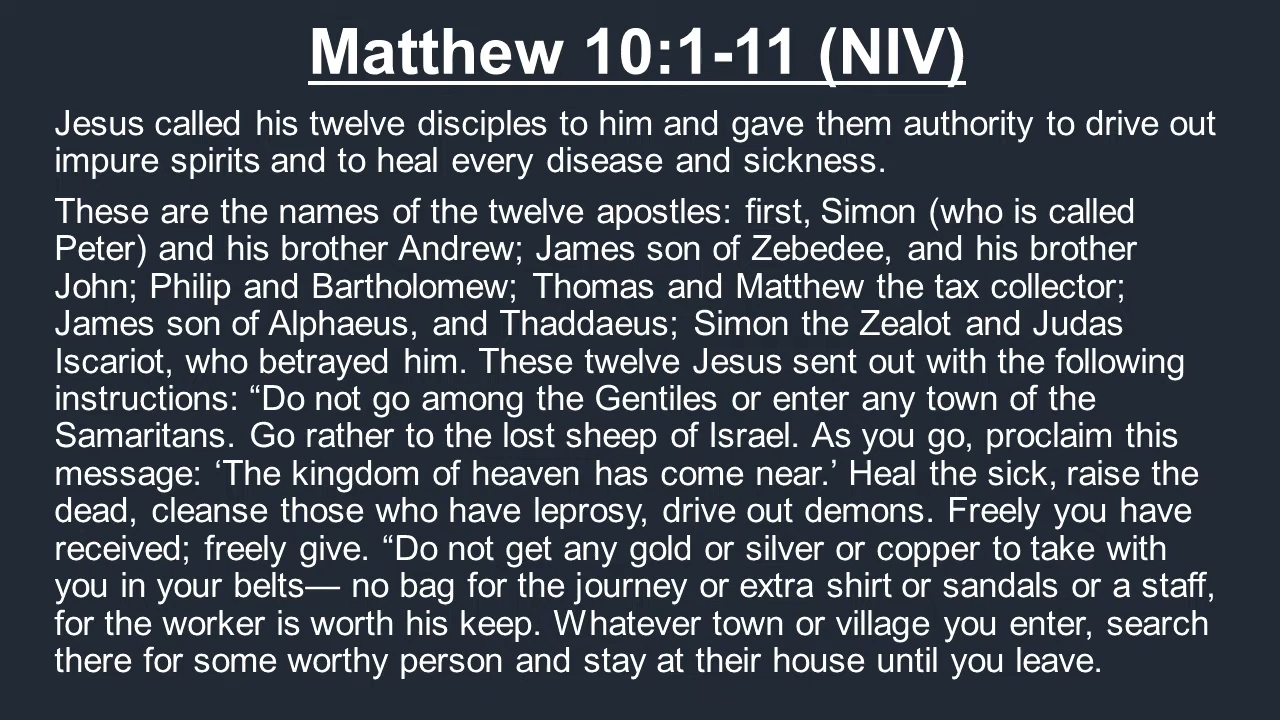 Matthew 10:1-11 (NIV)
Jesus called his twelve disciples to him and gave them authority to drive out
impure spirits and to heal every disease and sickness.
These are the names of the twelve apostles: first, Simon (who is called
Peter) and his brother Andrew; James son of Zebedee, and his brother
John; Philip and Bartholomew; Thomas and Matthew the tax collector;
James son of Alphaeus, and Thaddaeus; Simon the Zealot and Judas
Iscariot, who betrayed him. These twelve Jesus sent out with the following
instructions: “Do not go among the Gentiles or enter any town of the
Samaritans. Go rather to the lost sheep of Israel. As you go, proclaim this
message: ‘The kingdom of heaven has come near.’ Heal the sick, raise the
dead, cleanse those who have leprosy, drive out demons. Freely you have
received; freely give. “Do not get any gold or silver or copper to take with
you in your belts— no bag for the journey or extra shirt or sandals or a staff,
for the worker is worth his keep. Whatever town or village you enter, search
there for some worthy person and stay at their house until you leave.